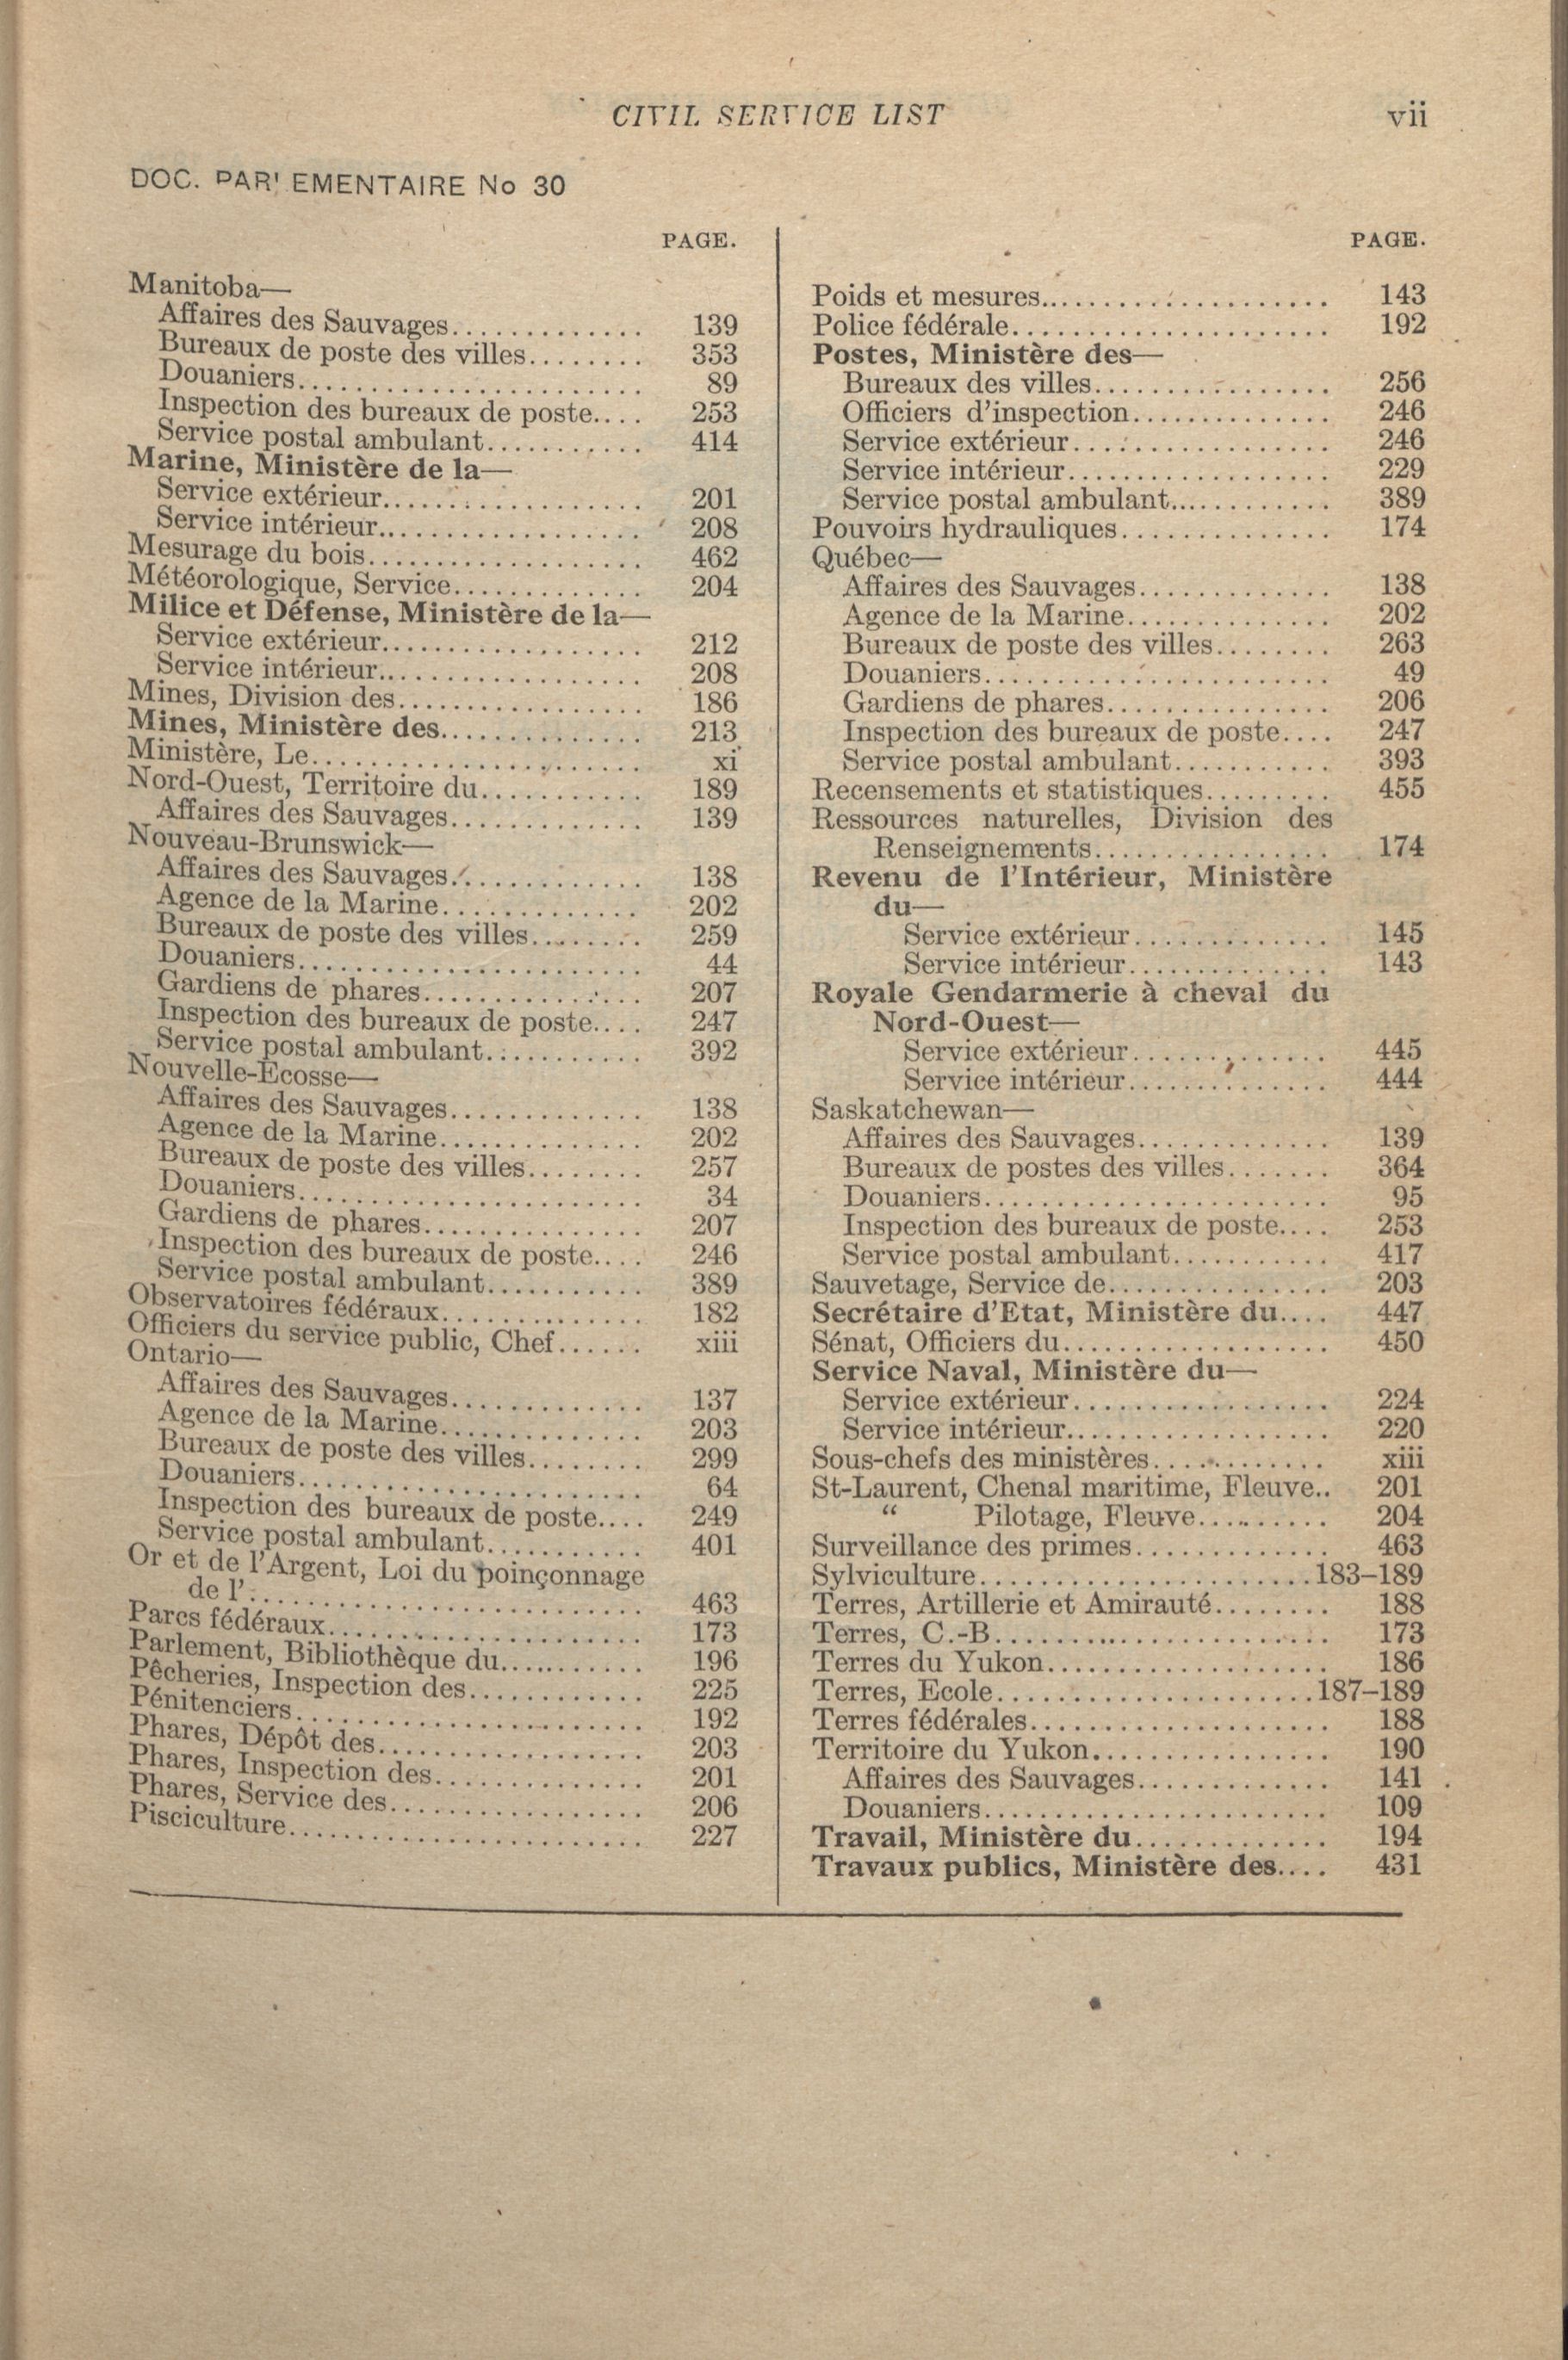 CIVIL SERVICE LIST vii
DOC. PARLEMENTAIRE No 30
PAGE.
Manitoba—
Affaires des Sauvages.............. 139
Bureaux de poste des villes........ 353
Douaniers....................... 89
Inspection des bureaux de poste.... 253
Service postal ambulant........... 414
Marine, Ministère de la—
Service extérieur................. 201
Service intérieur................. 208
Mesurage du bois................... 462
Météorologique, Service............. 204
Milice et Défense, Ministère de la—
Service extérieur................. 212
Service intérieur................. 208
Mines, Division des................. 186
Mines, Ministère des.............. 213
Ministère, Le...................... xi
Nord-Ouest, Territoire du........... 189
Affaires des Sauvages............. 139
Nouveau-Brunswick—
Affaires des Sauvages............. 138
Agence de la Marine.............. 202
Bureaux de poste des villes........ 259
Douaniers....................... 44
Gardiens de phares............... 207
Inspection des bureaux de poste.... 247
Service postal ambulant........... 392
Nouvelle-Ecosse—
Affaires des Sauvages............. 138
Agence de la Marine.............. 202
Bureaux de poste des villes........ 257
Douaniers....................... 34
Gardiens de phares............... 207
Inspection des bureaux de poste.... 246
Service postal ambulant........... 389
Observatoires fédéraux.............. 182
Officiers du service public, Chef...... xiii
Ontario—
Affaires des Sauvages............. 137
Agence de la Marine.............. 203
Bureaux de poste des villes........ 299
Douaniers....................... 64
Inspection des bureaux de poste.... 249
Service postal ambulant........... 401
Or et de l'Argent, Loi du poinçonnage
de l'.......................... 463
Parcs fédéraux..................... 173
Parlement, Bibliothèque du.......... 196
Pêcheries, Inspection des............ 225
Pénitenciers....................... 192
Phares, Dépôt des.................. 203
Phares, Inspection des.............. 201
Phares, Service des................. 206
Pisciculture........................ 227
PAGE.
Poids et mesures................... 143
Police fédérale..................... 192
Postes, Ministère des—
Bureaux des villes................ 256
Officiers d'inspection............. 246
Service extérieur................. 246
Service intérieur................. 229
Service postal ambulant........... 389
Pouvoirs hydrauliques.............. 174
Québec—
Affaires des Sauvages............. 138
Agence de la Marine.............. 202
Bureaux de poste des villes........ 263
Douaniers....................... 49
Gardiens de phares............... 206
Inspection des bureaux de poste.... 247
Service postal ambulant........... 393
Recensements et statistiques......... 455
Ressources naturelles, Division des
Renseignements................ 174
Revenu de l'Intérieur, Ministère
du—
Service extérieur............. 145
Service intérieur............. 143
Royale Gendarmerie à cheval du
Nord-Ouest—
Service extérieur............. 445
Service intérieur............. 444
Saskatchewan—
Affaires des Sauvages............. 139
Bureaux de postes des villes....... 364
Douaniers....................... 95
Inspection des bureaux de poste.... 253
Service postal ambulant........... 417
Sauvetage, Service de............... 203
Secrétaire d'Etat, Ministère du.... 447
Sénat, Officiers du.................. 450
Service Naval, Ministère du—
Service extérieur................. 224
Service intérieur................. 220
Sous-chefs des ministères............ xiii
St-Laurent, Chenal maritime, Fleuve.. 201
“ Pilotage, Fleuve......... 204
Surveillance des primes............. 463
Sylviculture.......................183-189
Terres, Artillerie et Amirauté........ 188
Terres, C.-B....................... 173
Terres du Yukon................... 186
Terres, Ecole......................187-189
Terres fédérales.................... 188
Territoire du Yukon................ 190
Affaires des Sauvages............. 141
Douaniers....................... 109
Travail, Ministère du............. 194
Travaux publics, Ministère des.... 431